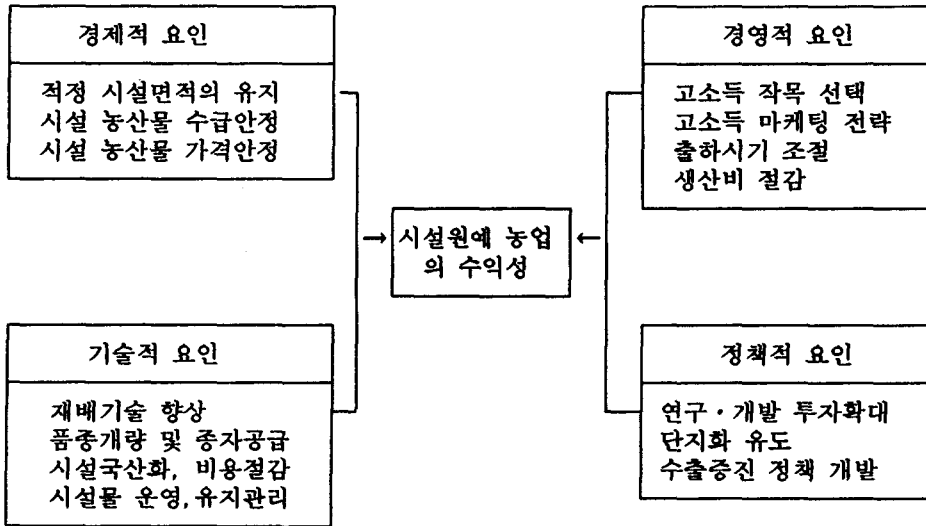 경제적 요인
적정 시설면적의 유지
시설 농산물 수급안정
시설 농산물 가격안정
경영적 요인
고소득 작목 선택
고소득 마케팅 전략
출하시기 조절
생산비 절감
→ 시설원예 농업 ←
의 수익성
기술적 요인
재배기술 향상
품종개량 및 종자공급
시설국산화, 비용절감
시설물 운영, 유지관리
정책적 요인
연구·개발 투자확대
단지화 유도
수출증진 정책 개발